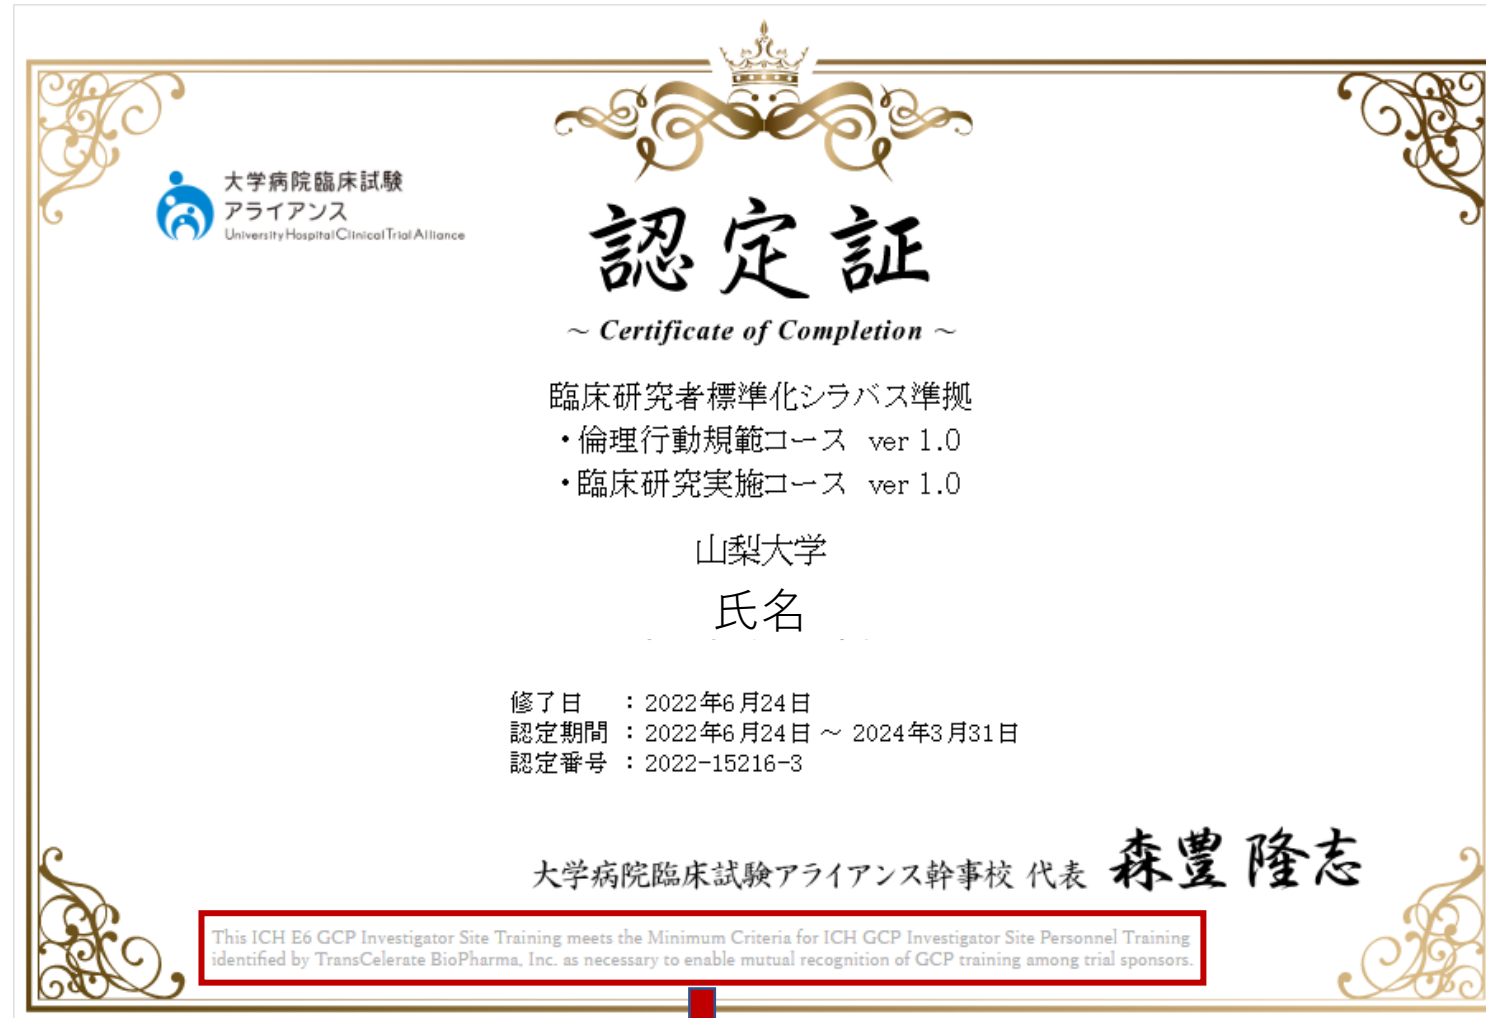 大学病院臨床試験
アライアンス
University Hospital Clinical Trial Alliance
認定証
～ Certificate of Completion ～
臨床研究者標準化シラバス準拠
・倫理行動規範コース ver 1.0
・臨床研究実施コース ver 1.0
山梨大学
氏名
修了日 ：2022年6月24日
認定期間 ：2022年6月24日 ～ 2024年3月31日
認定番号 ：2022-15216-3
大学病院臨床試験アライアンス幹事校 代表 森豊 隆志
This ICH E6 GCP Investigator Site Training meets the Minimum Criteria for ICH GCP Investigator Site Personnel Training
identified by TransCelerate BioPharma, Inc. as necessary to enable mutual recognition of GCP training among trial sponsors.